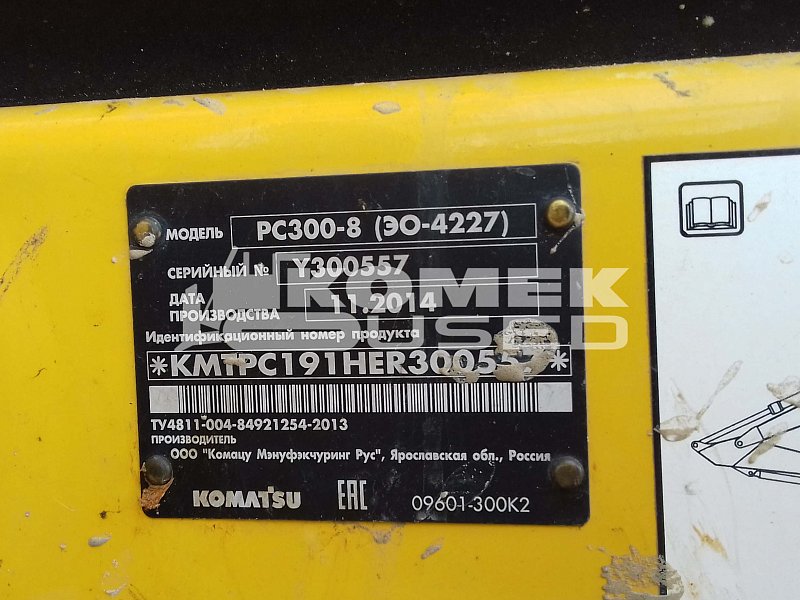 МОДЕЛЬ PC300-8 (ЭО-4227)
СЕРИЙНЫЙ № Y300557
ДАТА ПРОИЗВОДСТВА 11.2014
Идентификационный номер продукта
*KMTPC191HER300557*
ТУ4811-004-84921254-2013
ПРОИЗВОДИТЕЛЬ
ООО "Комацу Мэнуфэкчуринг Рус", Ярославская обл., Россия
KOMATSU EAC 09601-300K2
KOMEK
USED